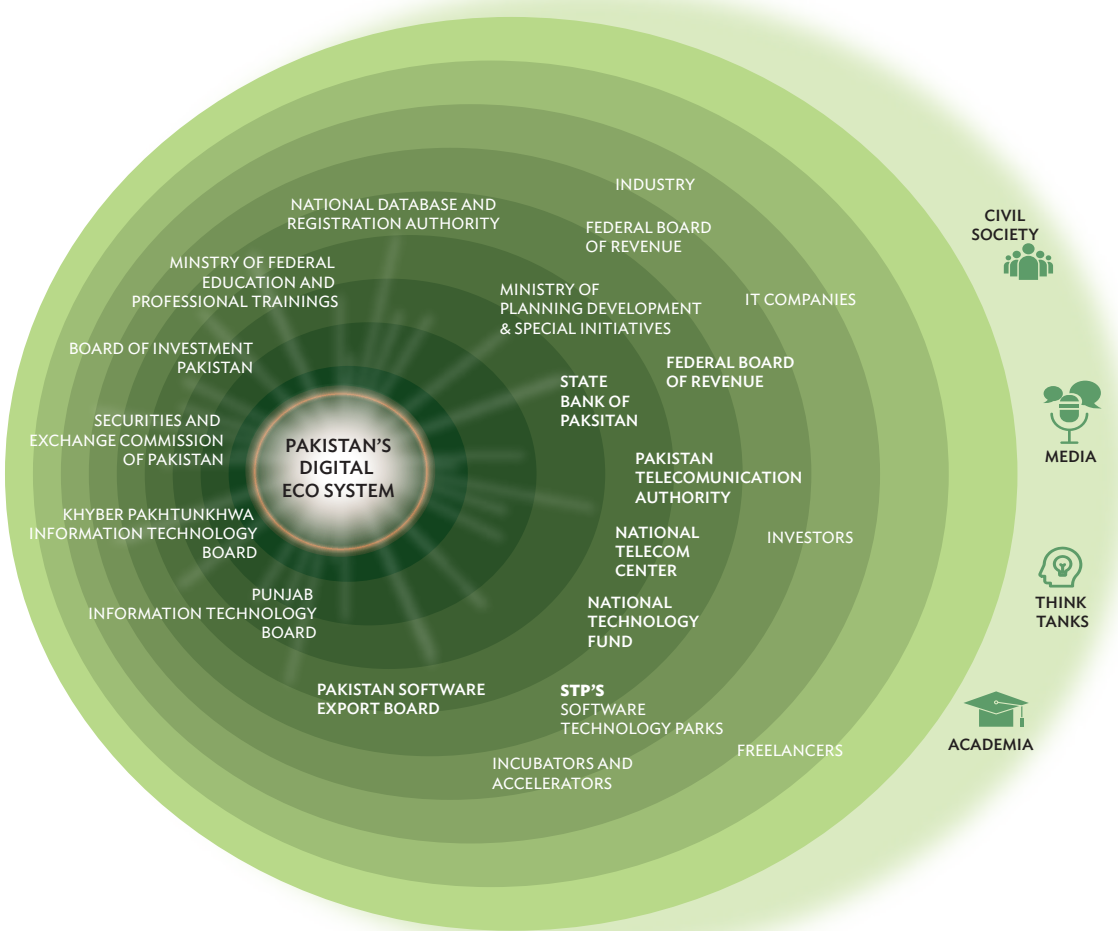 INDUSTRY
NATIONAL DATABASE AND
REGISTRATION AUTHORITY
FEDERAL BOARD
OF REVENUE
CIVIL
SOCIETY
MINSTRY OF FEDERAL
EDUCATION AND
PROFESSIONAL TRAININGS
MINISTRY OF
PLANNING DEVELOPMENT
& SPECIAL INITIATIVES
IT COMPANIES
BOARD OF INVESTMENT
PAKISTAN
FEDERAL BOARD
OF REVENUE
STATE
BANK OF
PAKSITAN
SECURITIES AND
EXCHANGE COMMISSION
OF PAKISTAN
PAKISTAN'S
DIGITAL
ECO SYSTEM
PAKISTAN
TELECOMUNICATION
AUTHORITY
MEDIA
KHYBER PAKHTUNKHWA
INFORMATION TECHNOLOGY
BOARD
NATIONAL
TELECOM
CENTER
INVESTORS
PUNJAB
INFORMATION TECHNOLOGY
BOARD
NATIONAL
TECHNOLOGY
FUND
THINK
TANKS
PAKISTAN SOFTWARE
EXPORT BOARD
STP'S
SOFTWARE
TECHNOLOGY PARKS
FREELANCERS
ACADEMIA
INCUBATORS AND
ACCELERATORS